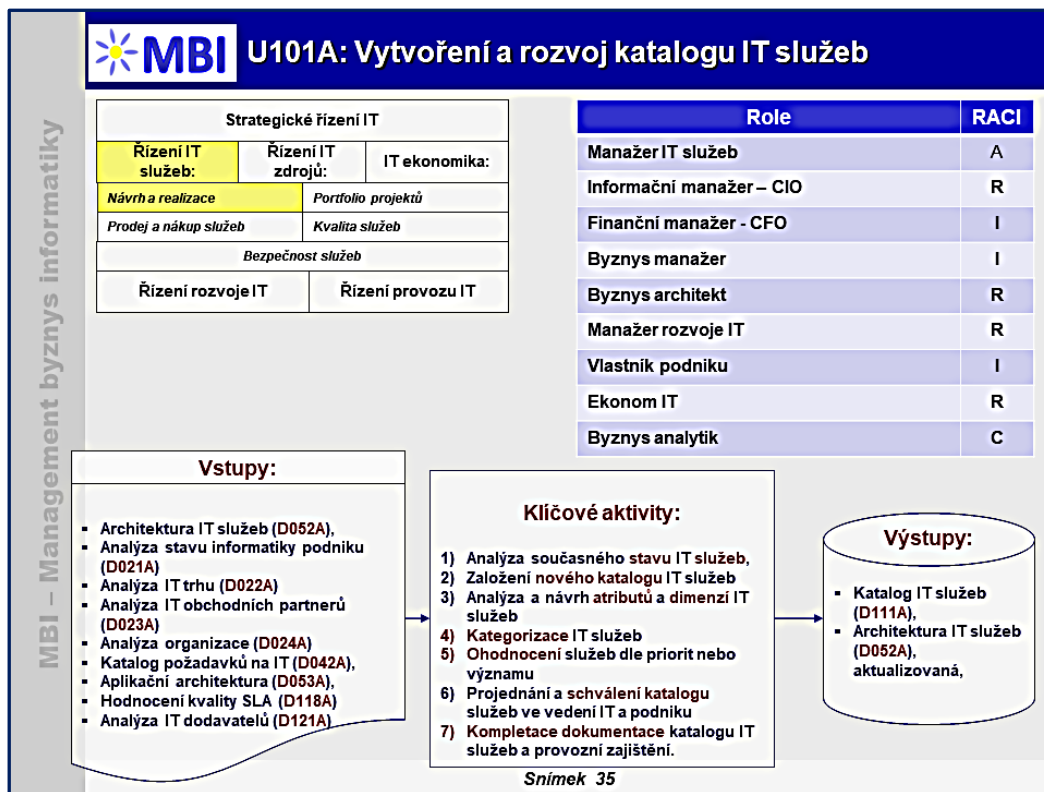 MBI – Management byznys informatiky
MBI
U101A: Vytvoření a rozvoj katalogu IT služeb
Strategické řízení IT
Řízení IT
služeb:
Řízení IT
zdrojů:
IT ekonomika:
Návrh a realizace
Portfolio projektů
Prodej a nákup služeb
Kvalita služeb
Bezpečnost služeb
Řízení rozvoje IT
Řízení provozu IT
Role RACI
Manažer IT služeb A
Informační manažer – CIO R
Finanční manažer - CFO I
Byznys manažer I
Byznys architekt R
Manažer rozvoje IT R
Vlastník podniku I
Ekonom IT R
Byznys analytik C
Vstupy:
▪ Architektura IT služeb (D052A),
▪ Analýza stavu informatiky podniku
(D021A)
▪ Analýza IT trhu (D022A)
▪ Analýza IT obchodních partnerů
(D023A)
▪ Analýza organizace (D024A)
▪ Katalog požadavků na IT (D042A),
▪ Aplikační architektura (D053A),
▪ Hodnocení kvality SLA (D118A)
▪ Analýza IT dodavatelů (D121A)
Klíčové aktivity:
1) Analýza současného stavu IT služeb,
2) Založení nového katalogu IT služeb
3) Analýza a návrh atributů a dimenzí IT
služeb
4) Kategorizace IT služeb
5) Ohodnocení služeb dle priorit nebo
významu
6) Projednání a schválení katalogu
služeb ve vedení IT a podniku
7) Kompletace dokumentace katalogu IT
služeb a provozní zajištění.
Výstupy:
▪ Katalog IT služeb
(D111A),
▪ Architektura IT služeb
(D052A),
aktualizovaná,
Snímek 35